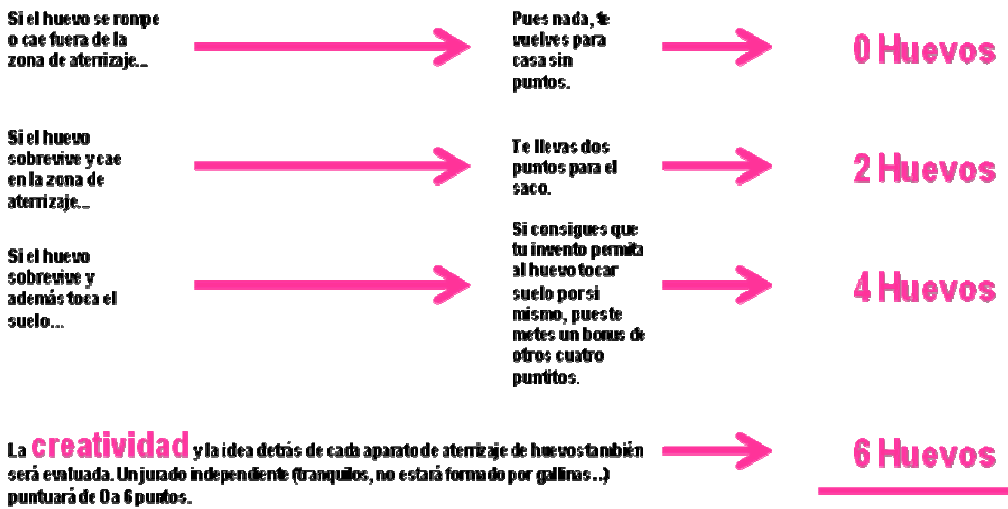 Si el huevo se rompe
o cae fuera de la
zona de aterrizaje...
Pues nada, te
vuelves para
casa sin
puntos.
0 Huevos
Si el huevo
sobrevive y cae
en la zona de
aterrizaje...
Te llevas dos
puntos para el
saco.
2 Huevos
Si el huevo
sobrevive y
además toca el
suelo...
Si consigues que
tu invento permita
al huevo tocar
suelo por si
mismo, pues te
metes un bonus de
otros cuatro
puntitos.
4 Huevos
La creatividad y la idea detrás de cada aparato de aterrizaje de huevos también
será evaluada. Un jurado independiente (tranquilos, no estará formado por gallinas...)
puntuará de 0 a 6 puntos.
6 Huevos